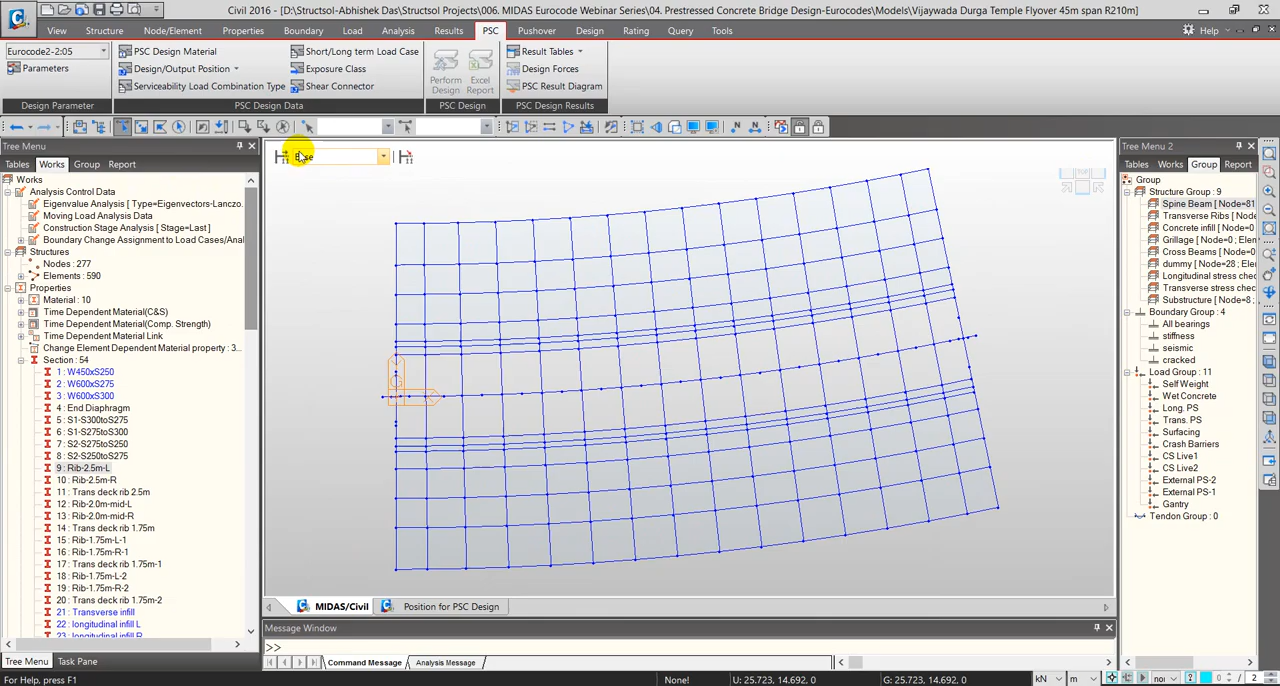 Civil 2016 - [D:\Structsol-Abhishek Das\Structsol Projects\06. MIDAS Eurocode Webinar Series\04. Prestressed Concrete Bridge Design-Eurocodes\Models\Vijaywada Durga Temple Flyover 45m span R210m]
View Structure Node/Element Properties Boundary Load Analysis Results PSC Pushover Design Rating Query Tools Help
Eurocode2-2:05
Parameters
Design Parameter
PSC Design Material
Design/Output Position
Serviceability Load Combination Type
Short/Long term Load Case
Exposure Class
Shear Connector
PSC Design Data
Perform Design
Excel Report
PSC Design
Result Tables
Design Forces
PSC Result Diagram
PSC Design Results
Tree Menu
Tables Works Group Report
Works
Analysis Control Data
Eigenvalue Analysis [ Type=Eigenvectors-Lanczo.
Moving Load Analysis Data
Construction Stage Analysis [ Stage=Last ]
Boundary Change Assignment to Load Cases/Anal
Structures
Nodes : 277
Elements : 590
Properties
Material : 10
Time Dependent Material(C&S)
Time Dependent Material(Comp. Strength)
Time Dependent Material Link
Change Element Dependent Material property : 3...
Section : 54
1 : W450xS250
2 : W600xS275
3 : W600xS300
4 : End Diaphragm
5 : S1-S300toS275
6 : S1-S275toS300
7 : S2-S275toS250
8 : S2-S250toS275
9 : Rib-2.5m-L
10 : Rib-2.5m-R
11 : Trans deck rib 2.5m
12 : Rib-2.0m-mid-L
13 : Rib-2.0m-mid-R
14 : Trans deck rib 1.75m
15 : Rib-1.75m-L-1
16 : Rib-1.75m-R-1
17 : Trans deck rib 1.75m-1
18 : Rib-1.75m-L-2
19 : Rib-1.75m-R-2
20 : Trans deck rib 1.75m-2
21 : Transverse infill
22 : longitudinal infill L
23 : longitudinal infill R
Tree Menu Task Pane
TOP
MIDAS/Civil Position for PSC Design
Message Window
>>
Command Message Analysis Message
Tree Menu 2
Tables Works Group Report
Group
Structure Group : 9
Spine Beam [ Node=81
Transverse Ribs [ Node
Concrete infill [ Node=0
Grillage [ Node=0 ; Elem
Cross Beams [ Node=0
dummy [ Node=28 ; Elem
Longitudinal stress chec
Transverse stress check
Substructure [ Node=8 ;
Boundary Group : 4
All bearings
stiffness
seismic
cracked
Load Group : 11
Self Weight
Wet Concrete
Long. PS
Trans. PS
Surfacing
Crash Barriers
CS Live1
CS Live2
External PS-2
External PS-1
Gantry
Tendon Group : 0
For Help, press F1
None!
U: 25.723, 14.692, 0
G: 25.723, 14.692, 0
kN m noi ? 0 / 2